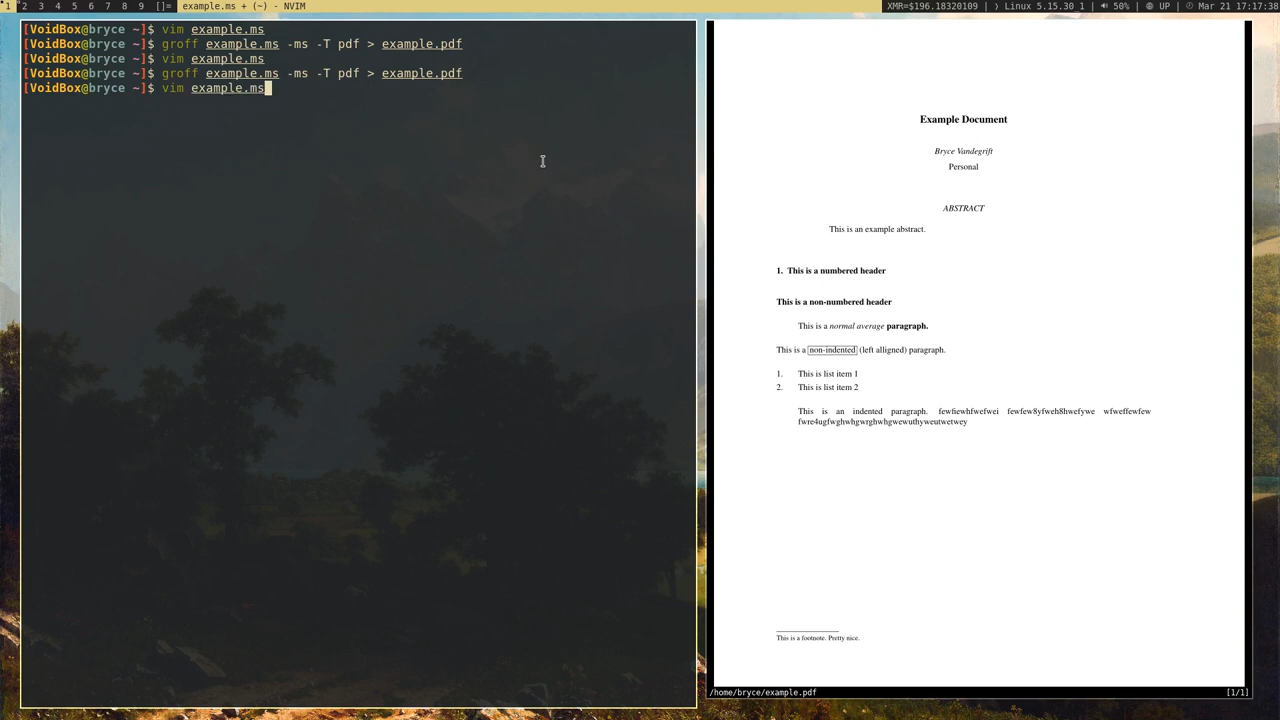 1 2 3 4 5 6 7 8 9 []= example.ms + (~) - NVIM XMR=$196.18320109 | ❩ Linux 5.15.30_1 | 50% | UP | Mar 21 17:17:38
[VoidBox@bryce ~]$ vim example.ms
[VoidBox@bryce ~]$ groff example.ms -ms -T pdf > example.pdf
[VoidBox@bryce ~]$ vim example.ms
[VoidBox@bryce ~]$ groff example.ms -ms -T pdf > example.pdf
[VoidBox@bryce ~]$ vim example.ms
Example Document
Bryce Vandegrift
Personal
ABSTRACT
This is an example abstract.
1. This is a numbered header
This is a non-numbered header
This is a normal average paragraph.
This is a non-indented (left alligned) paragraph.
1. This is list item 1
2. This is list item 2
This is an indented paragraph. fewfiewhfwefwei fewfew8yfweh8hwefywe wfweffewfew
fwre4ugfwghwhgwrghwhgwewuthyweutwetwey
This is a footnote. Pretty nice.
/home/bryce/example.pdf [1/1]